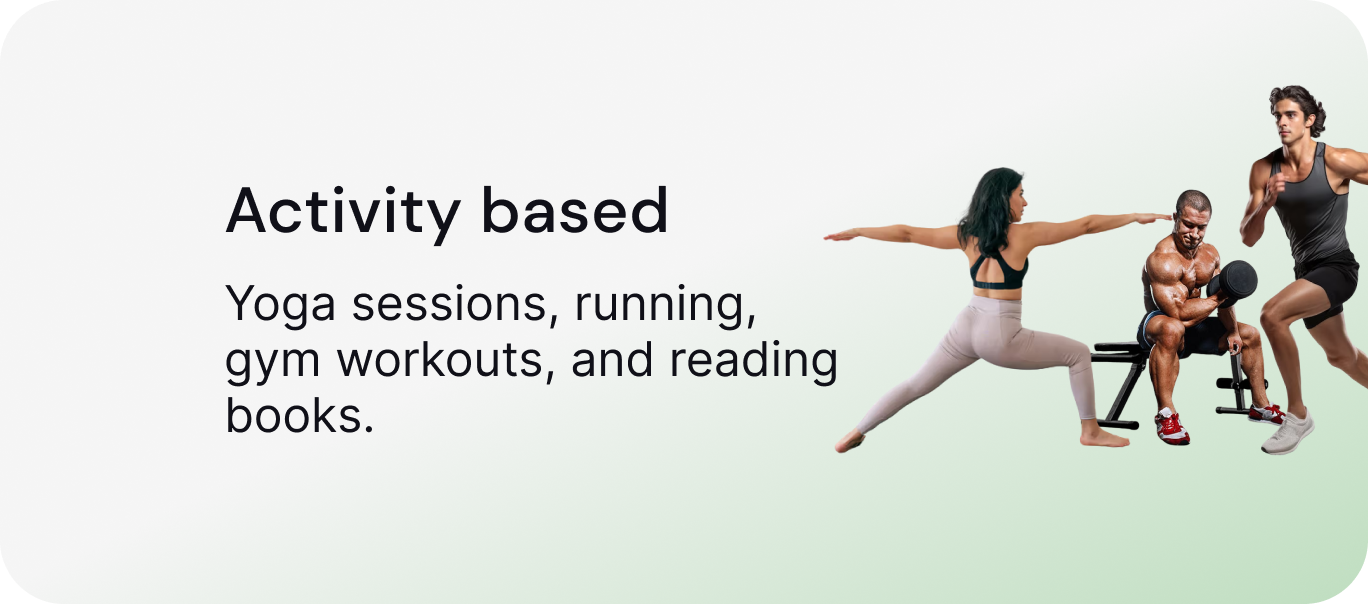 Activity based
Yoga sessions, running,
gym workouts, and reading
books.